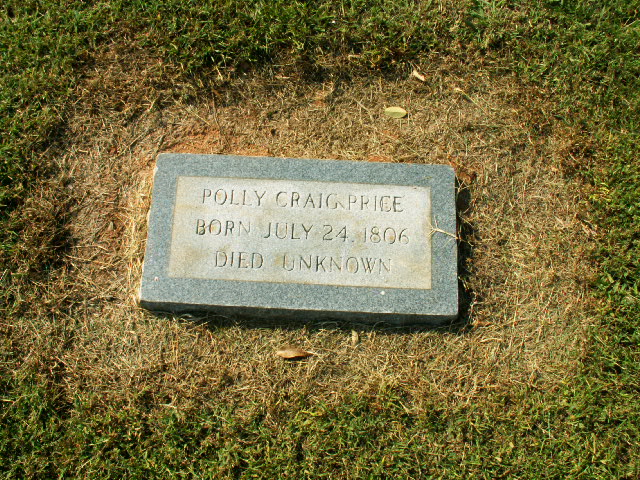 POLLY CRAIG PRICE
BORN JULY 24, 1806
DIED UNKNOWN